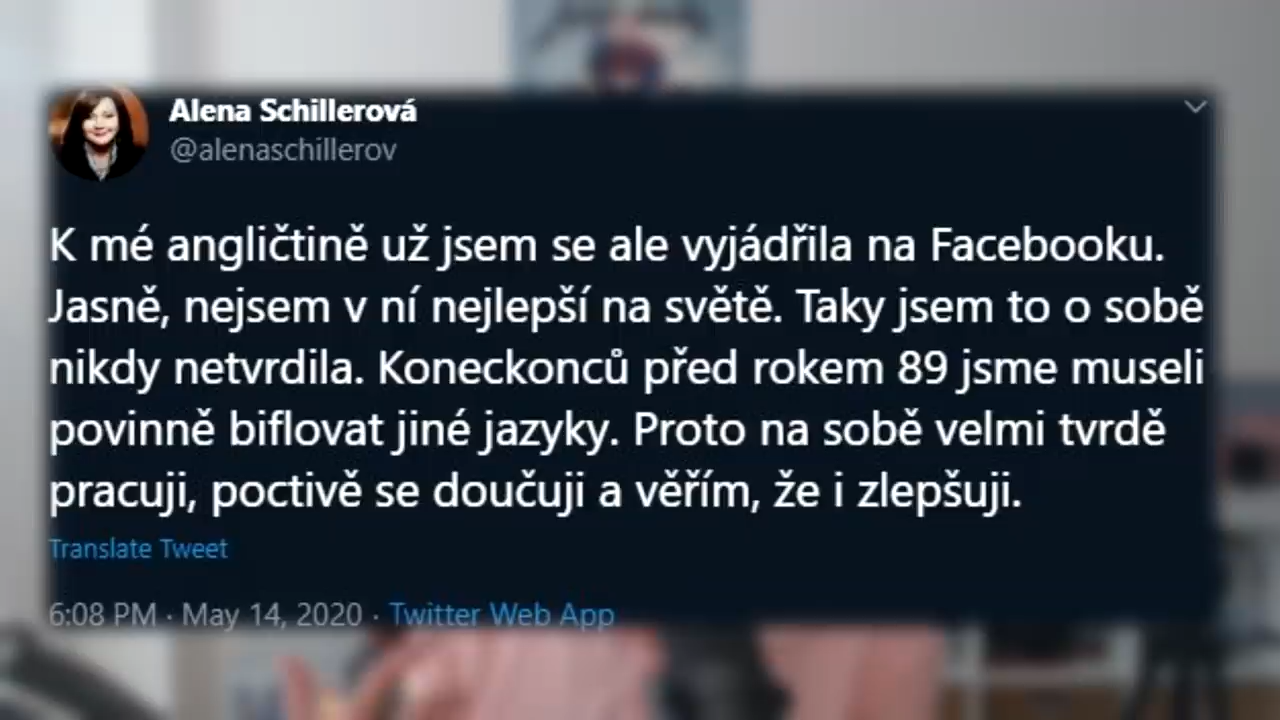 Alena Schillerová
@alenaschillerov
K mé angličtině už jsem se ale vyjádřila na Facebooku.
Jasně, nejsem v ní nejlepší na světě. Taky jsem to o sobě
nikdy netvrdila. Koneckonců před rokem 89 jsme museli
povinně biflovat jiné jazyky. Proto na sobě velmi tvrdě
pracuji, poctivě se doučuji a věřím, že i zlepšuji.
Translate Tweet
6:08 PM · May 14, 2020 · Twitter Web App